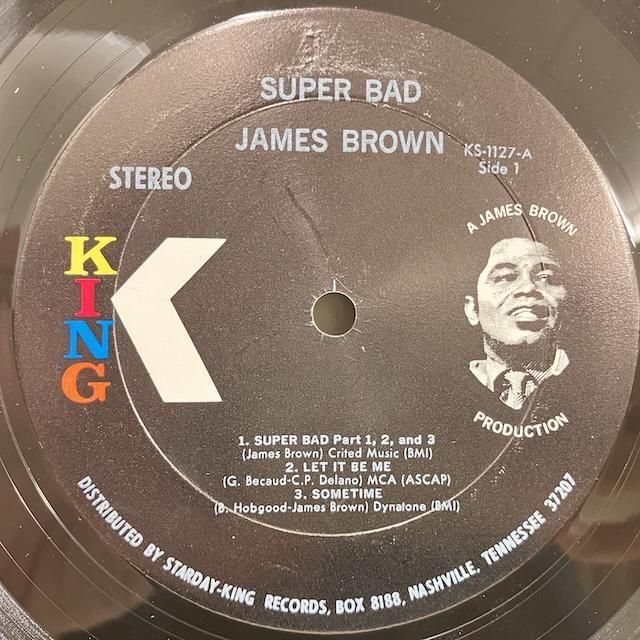 SUPER BAD
JAMES BROWN
KS-1127-A
Side 1
STEREO
KING
A JAMES BROWN
PRODUCTION
1. SUPER BAD Part 1, 2, and 3
(James Brown) Crited Music (BMI)
2. LET IT BE ME
(G. Becaud-C.P. Delano) MCA (ASCAP)
3. SOMETIME
(B. Hobgood-James Brown) Dynatone (BMI)
DISTRIBUTED BY STARDAY-KING RECORDS, BOX 8188, NASHVILLE, TENNESSEE 37207